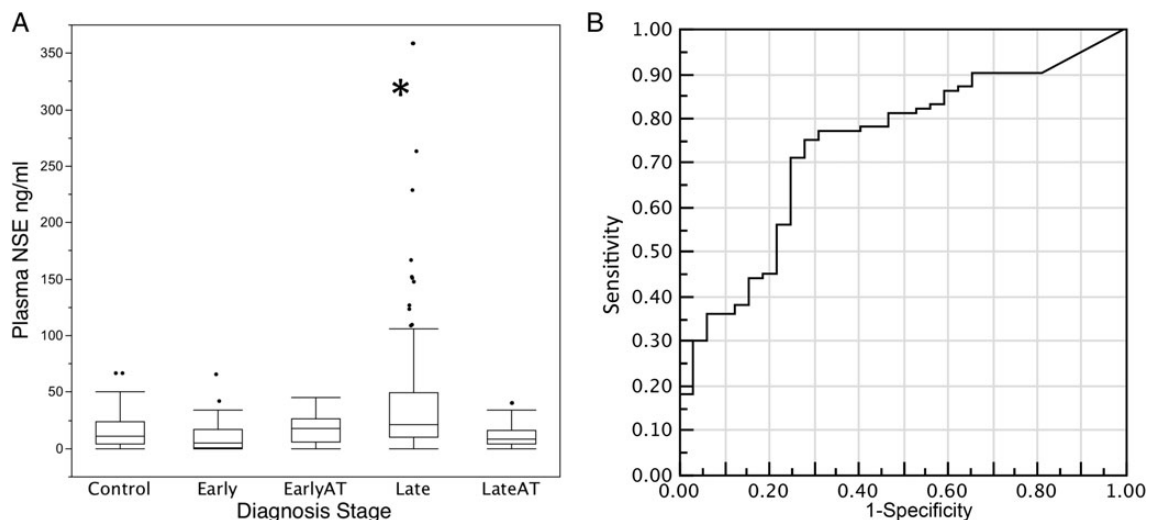 A
Plasma NSE ng/ml
350
300
250
200
150
100
50
0
*
Control Early EarlyAT Late LateAT
Diagnosis Stage
B
Sensitivity
1.00
0.90
0.80
0.70
0.60
0.50
0.40
0.30
0.20
0.10
0.00
0.00 0.20 0.40 0.60 0.80 1.00
1-Specificity